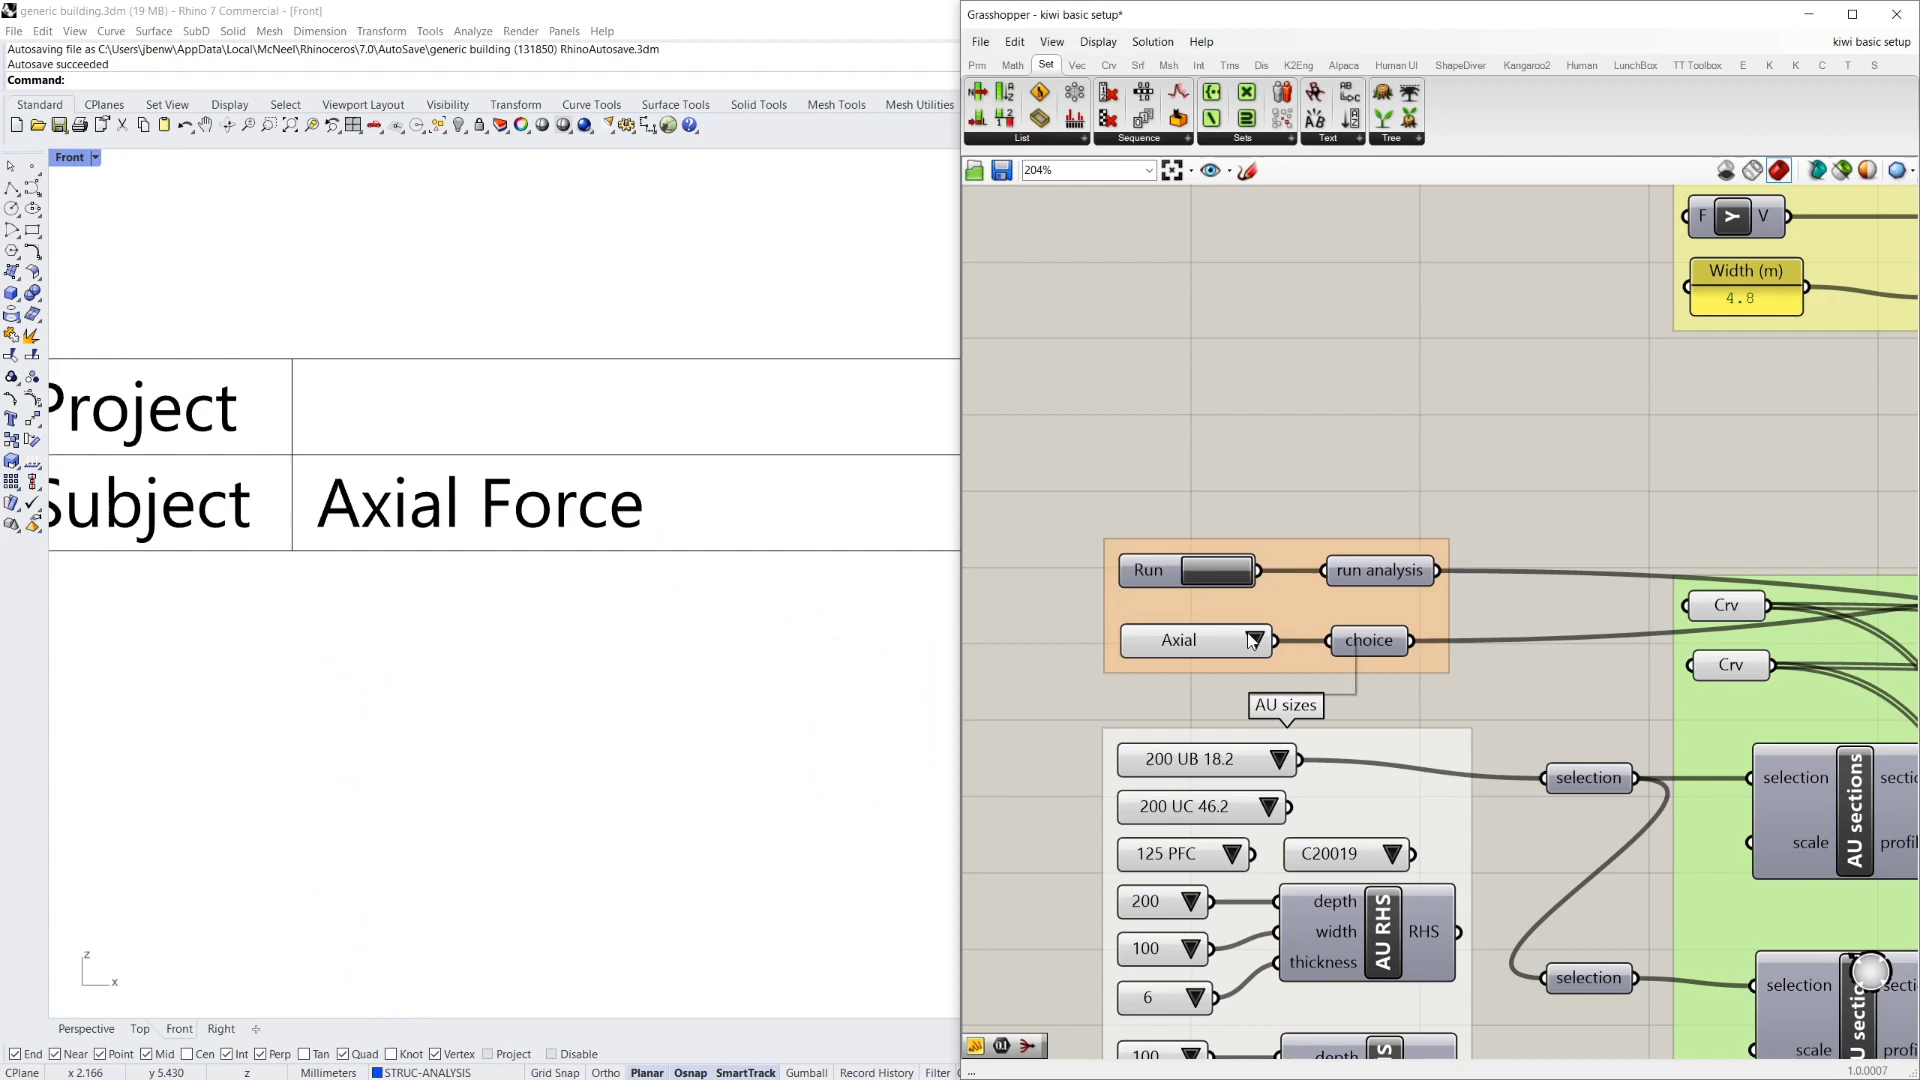 generic building.3dm (19 MB) - Rhino 7 Commercial - [Front]
File Edit View Curve Surface SubD Solid Mesh Dimension Transform Tools Analyze Render Panels Help
Autosaving file as C:\Users\jbenw\AppData\Local\McNeel\Rhinoceros\7.0\AutoSave\generic building (131850) RhinoAutosave.3dm
Autosave succeeded
Command:
Standard CPlanes Set View Display Select Viewport Layout Visibility Transform Curve Tools Surface Tools Solid Tools Mesh Tools Mesh Utilities
Front
Project
Subject Axial Force
z
x
Perspective Top Front Right
End Near Point Mid Cen Int Perp Tan Quad Knot Vertex Project Disable
CPlane x 2.166 y 5.430 z Millimeters STRUC-ANALYSIS Grid Snap Ortho Planar Osnap SmartTrack Gumball Record History Filter
Grasshopper - kiwi basic setup*
File Edit View Display Solution Help kiwi basic setup
Prm Math Set Vec Crv Srf Msh Int Trns Dis K2Eng Alpaca Human UI ShapeDiver Kangaroo2 Human LunchBox TT Toolbox E K K C T S
List Sequence Sets Text Tree
204%
F Y V
Width (m)
4.8
Run run analysis
Axial choice
Crv
Crv
AU sizes
200 UB 18.2
200 UC 46.2
125 PFC C20019
200 depth
100 width AU RHS RHS
6 thickness
100 depth
selection
selection
selection AU sections
scale
selection
scale
1.0.0007